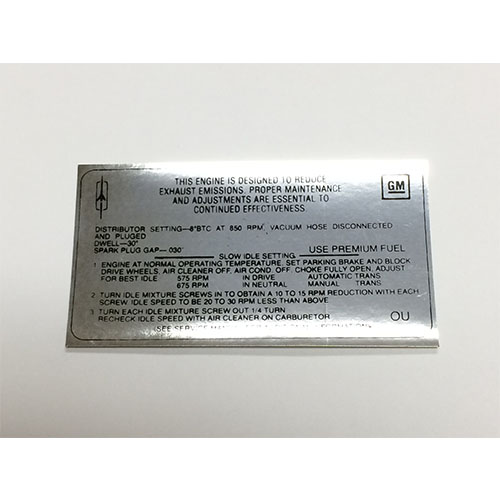 THIS ENGINE IS DESIGNED TO REDUCE
EXHAUST EMISSIONS. PROPER MAINTENANCE
AND ADJUSTMENTS ARE ESSENTIAL TO
CONTINUED EFFECTIVENESS.
GM
DISTRIBUTOR SETTING—8°BTC AT 850 RPM, VACUUM HOSE DISCONNECTED
AND PLUGED
DWELL—30°
SPARK PLUG GAP—.030"
USE PREMIUM FUEL
SLOW IDLE SETTING
1 ENGINE AT NORMAL OPERATING TEMPERATURE. SET PARKING BRAKE AND BLOCK
DRIVE WHEELS. AIR CLEANER OFF, AIR COND. OFF. CHOKE FULLY OPEN, ADJUST
FOR BEST IDLE 575 RPM IN DRIVE AUTOMATIC TRANS
675 RPM IN NEUTRAL MANUAL TRANS
2 TURN IDLE MIXTURE SCREWS IN TO OBTAIN A 10 TO 15 RPM REDUCTION WITH EACH
SCREW IDLE SPEED TO BE 20 TO 30 RPM LESS THAN ABOVE
3 TURN EACH IDLE MIXTURE SCREW OUT 1/4 TURN
RECHECK IDLE SPEED WITH AIR CLEANER ON CARBURETOR
OU
(SEE SERVICE MANUAL FOR ADDITIONAL INFORMATION)